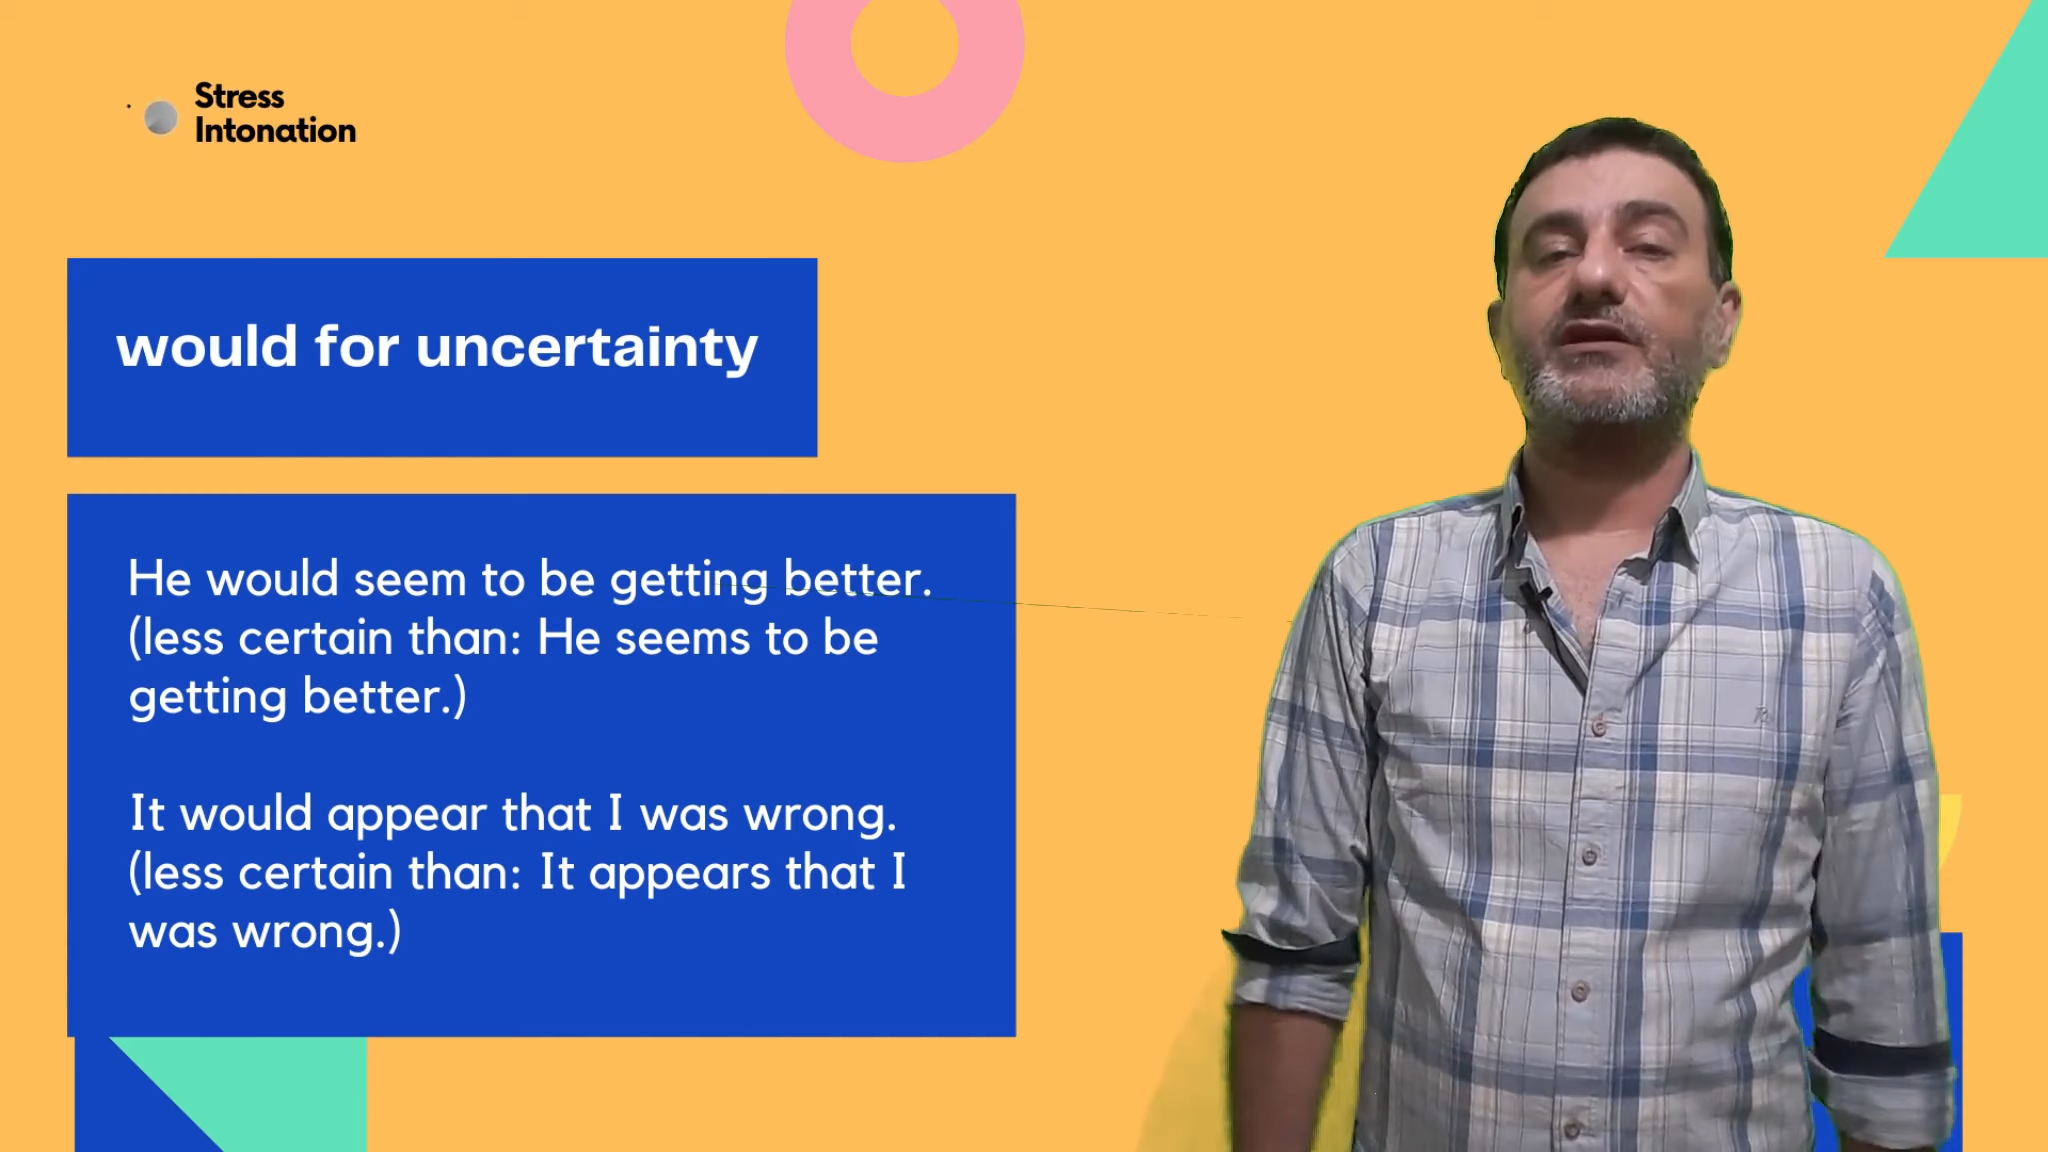 Stress
Intonation
would for uncertainty
He would seem to be getting better.
(less certain than: He seems to be
getting better.)
It would appear that I was wrong.
(less certain than: It appears that I
was wrong.)